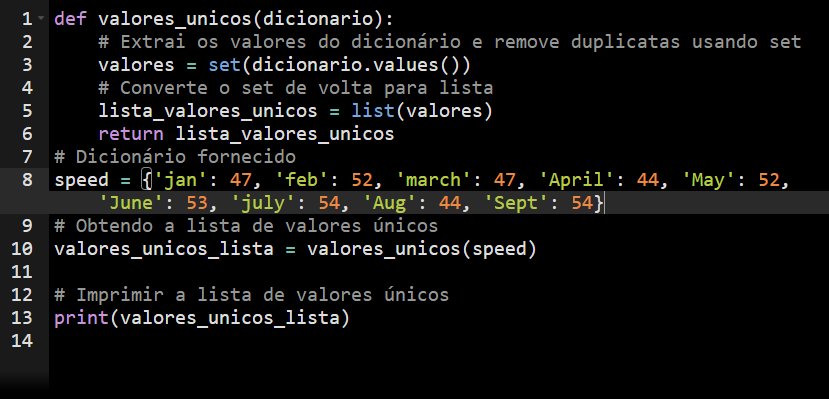 1 def valores_unicos(dicionario):
2     # Extrai os valores do dicionário e remove duplicatas usando set
3     valores = set(dicionario.values())
4     # Converte o set de volta para lista
5     lista_valores_unicos = list(valores)
6     return lista_valores_unicos
7 # Dicionário fornecido
8 speed = {'jan': 47, 'feb': 52, 'march': 47, 'April': 44, 'May': 52,
    'June': 53, 'july': 54, 'Aug': 44, 'Sept': 54}
9 # Obtendo a lista de valores únicos
10 valores_unicos_lista = valores_unicos(speed)
11
12 # Imprimir a lista de valores únicos
13 print(valores_unicos_lista)
14